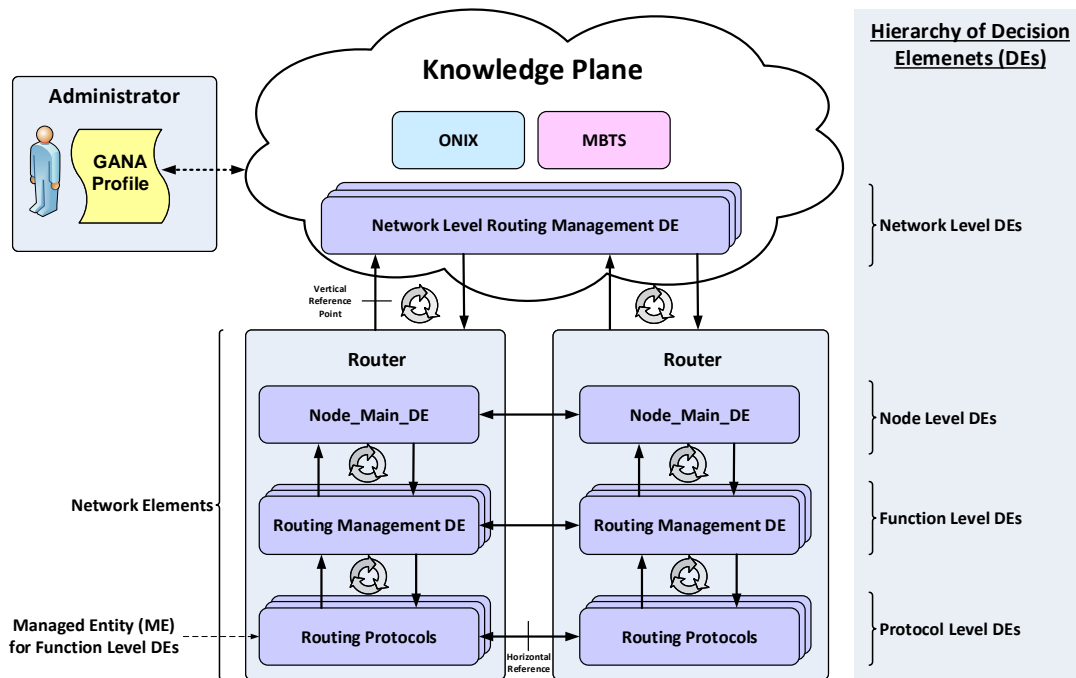 Hierarchy of Decision
Elemenets (DEs)
Knowledge Plane
Administrator
GANA
Profile
ONIX
MBTS
Network Level Routing Management DE
Network Level DEs
Vertical
Reference
Point
Router
Router
Node_Main_DE
Node_Main_DE
Node Level DEs
Network Elements
Routing Management DE
Routing Management DE
Function Level DEs
Managed Entity (ME)
for Function Level DEs
Routing Protocols
Routing Protocols
Protocol Level DEs
Horizontal
Reference